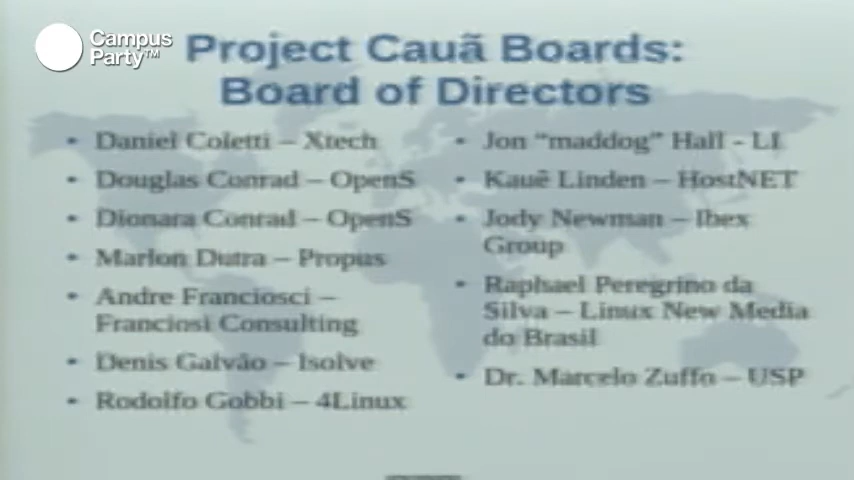 Campus
Party™
Project Cauã Boards:
Board of Directors
• Daniel Coletti – Xtech
• Douglas Conrad – OpenS
• Dionara Conrad – OpenS
• Marlon Dutra – Propus
• Andre Franciosci –
Franciosi Consulting
• Denis Galvão – Isolve
• Rodolfo Gobbi – 4Linux
• Jon “maddog” Hall - LI
• Kauê Linden – HostNET
• Jody Newman – Ibex
Group
• Raphael Peregrino da
Silva – Linux New Media
do Brasil
• Dr. Marcelo Zuffo – USP